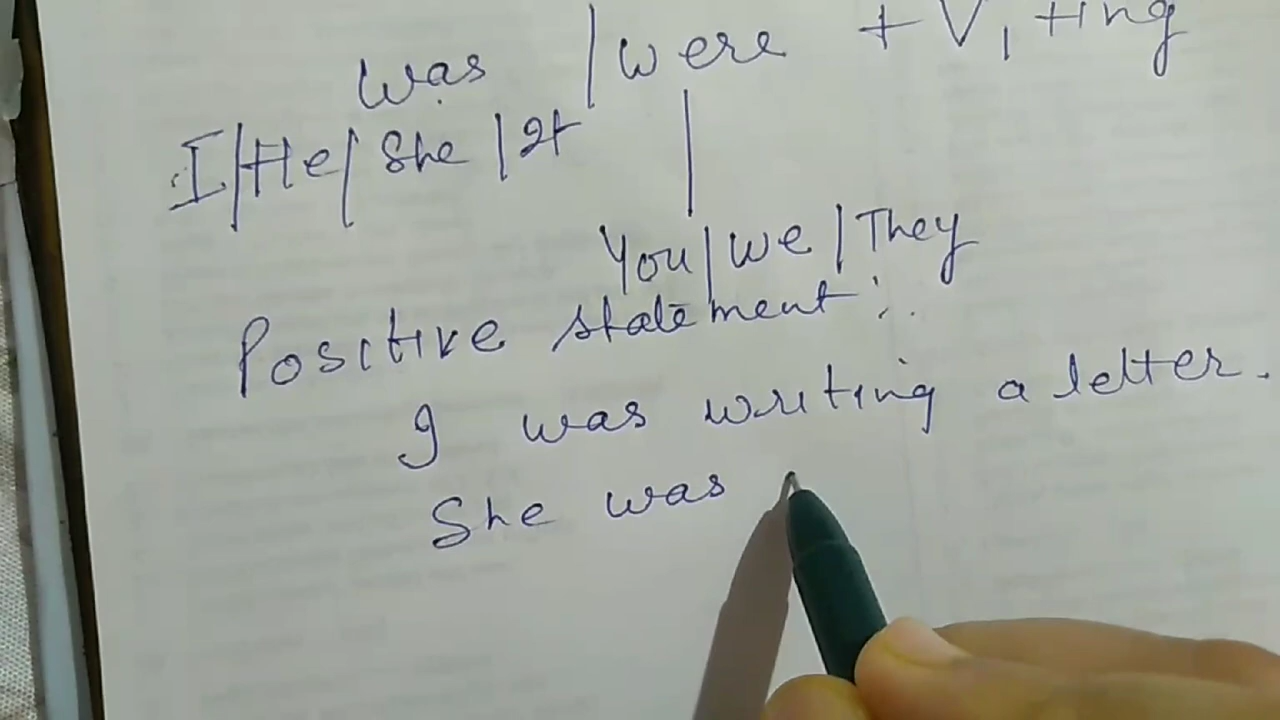 was / were + V1 + ing
I / He / She / It
You / we / They
Positive statement :.
I was writing a letter.
She was